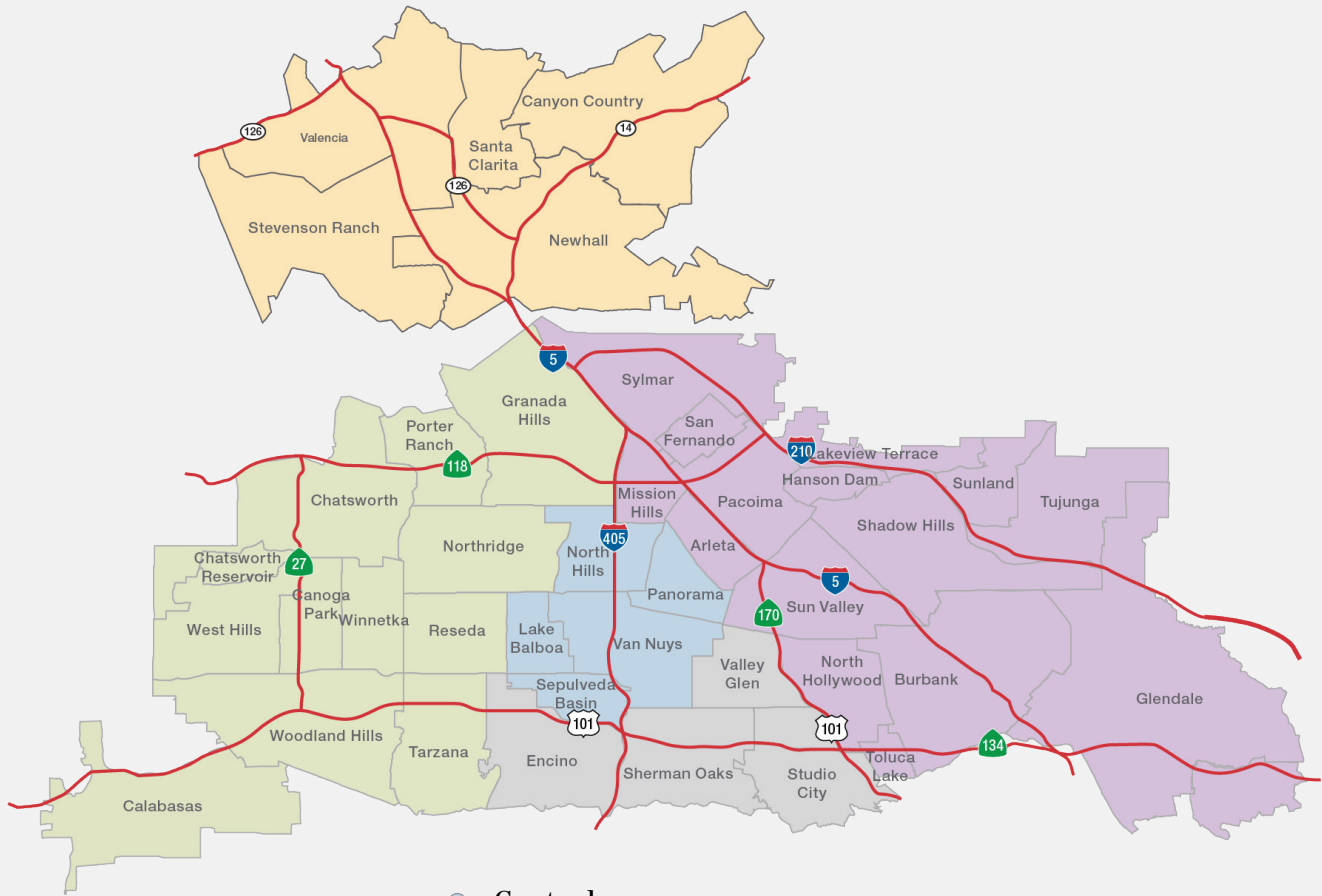 Canyon Country
14
126
Valencia
Santa
Clarita
126
Stevenson Ranch
Newhall
5
Sylmar
Granada
Hills
San
Fernando
Porter
Ranch
118
210
Lakeview Terrace
Hanson Dam
Sunland
Chatsworth
Mission
Hills
Pacoima
Tujunga
Shadow Hills
405
Northridge
North
Hills
Arleta
Chatsworth
Reservoir
27
5
Canoga
Park
Panorama
Winnetka
170
Sun Valley
West Hills
Reseda
Lake
Balboa
Van Nuys
Valley
Glen
North
Hollywood
Burbank
Sepulveda
Basin
Glendale
101
101
Woodland Hills
134
Tarzana
Encino
Sherman Oaks
Toluca
Lake
Studio
City
Calabasas